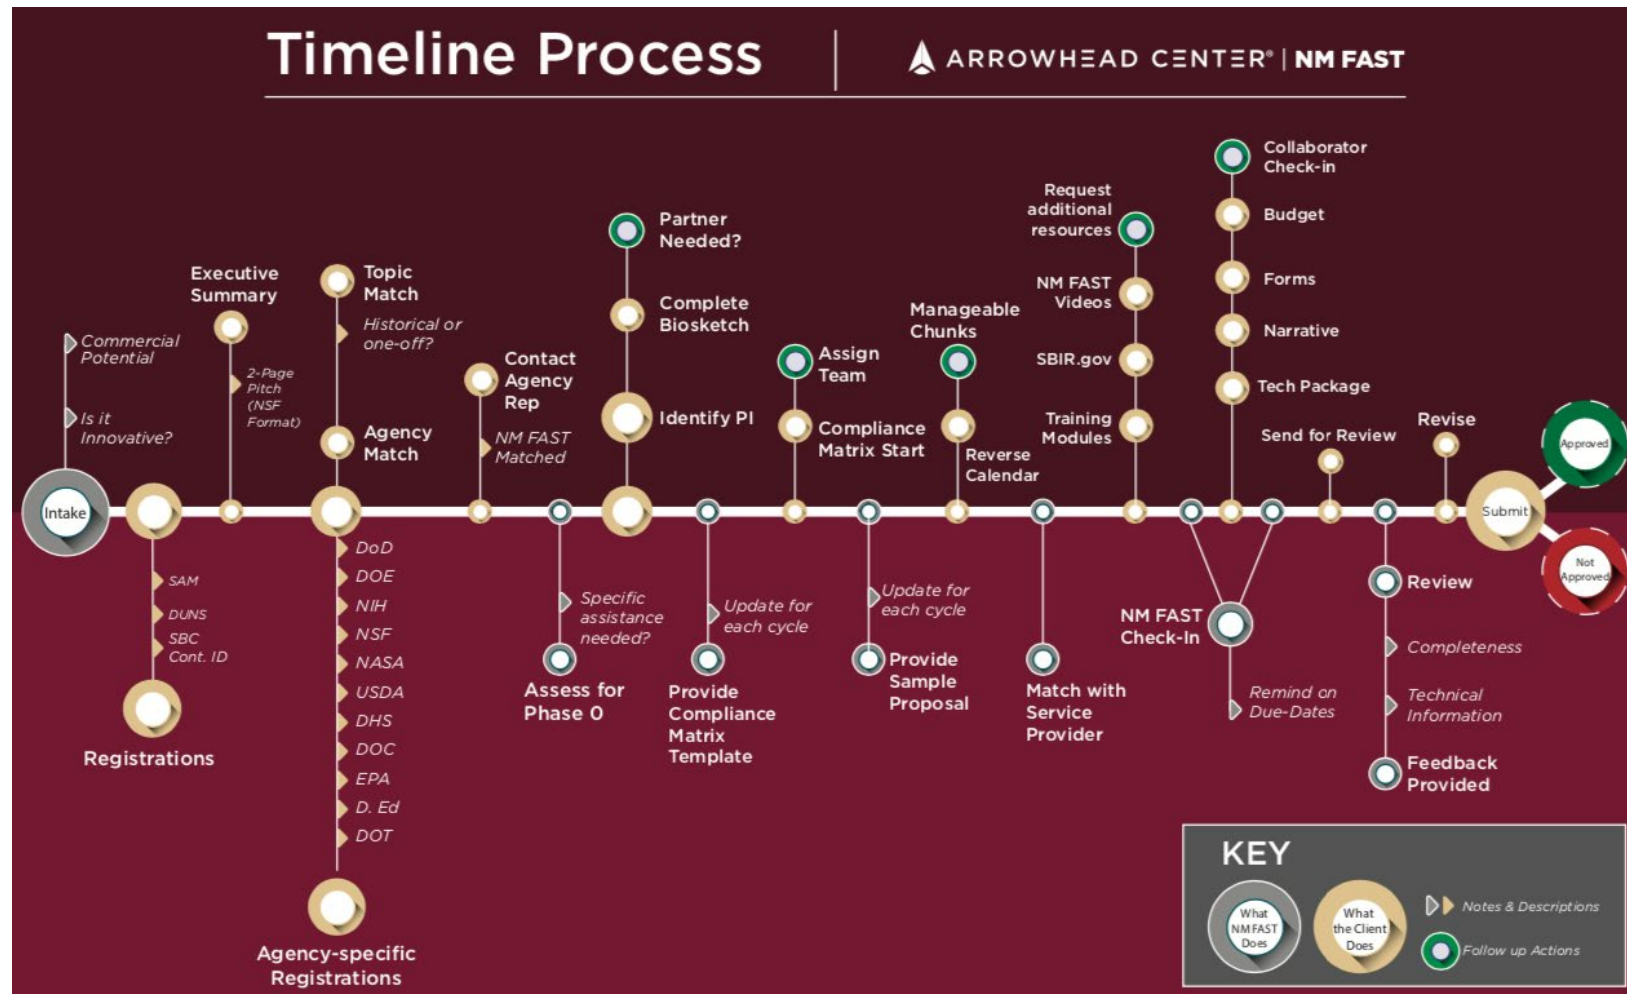 Timeline Process
ARROWHEAD CENTER® | NM FAST
Intake
Commercial
Potential
Is it
Innovative?
SAM
DUNS
SBC
Cont. ID
Registrations
Executive
Summary
2-Page
Pitch
(NSF
Format)
Topic
Match
Historical or
one-off?
Agency
Match
DoD
DOE
NIH
NSF
NASA
USDA
DHS
DOC
EPA
D. Ed
DOT
Agency-specific
Registrations
Contact
Agency
Rep
NM FAST
Matched
Specific
assistance
needed?
Assess for
Phase 0
Partner
Needed?
Complete
Biosketch
Identify PI
Update for
each cycle
Provide
Compliance
Matrix
Template
Assign
Team
Compliance
Matrix Start
Update for
each cycle
Provide
Sample
Proposal
Manageable
Chunks
Reverse
Calendar
Match with
Service
Provider
Request
additional
resources
NM FAST
Videos
SBIR.gov
Training
Modules
NM FAST
Check-In
Remind on
Due-Dates
Collaborator
Check-in
Budget
Forms
Narrative
Tech Package
Send for Review
Review
Completeness
Technical
Information
Feedback
Provided
Revise
Submit
Approved
Not
Approved
KEY
What
NM FAST
Does
What
the Client
Does
Notes & Descriptions
Follow up Actions